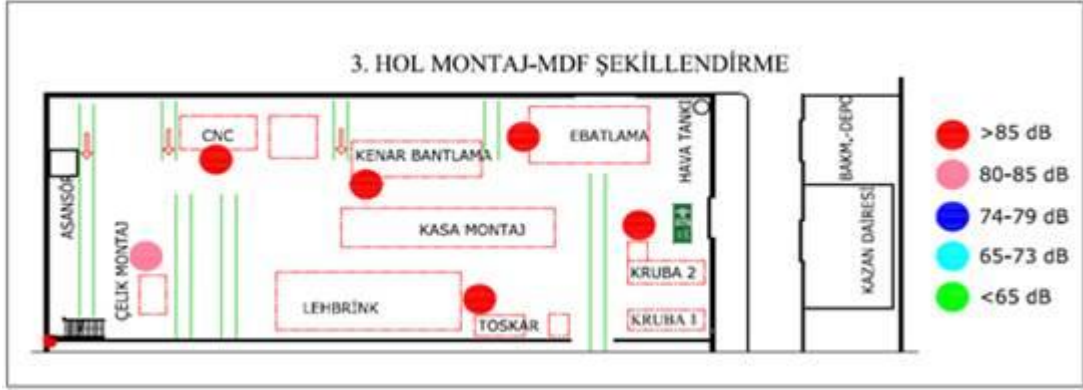 3. HOL MONTAJ-MDF ŞEKİLLENDİRME
CNC
KENAR BANTLAMA
EBATLAMA
HAVA TANKI
BAKM.-DEPO
ASANSÖR
KASA MONTAJ
ÇELIK MONTAJ
KRUBA 2
KAZAN DAİRESİ
LEHBRİNK
TOSKAR
KRUBA 1
>85 dB
80-85 dB
74-79 dB
65-73 dB
<65 dB